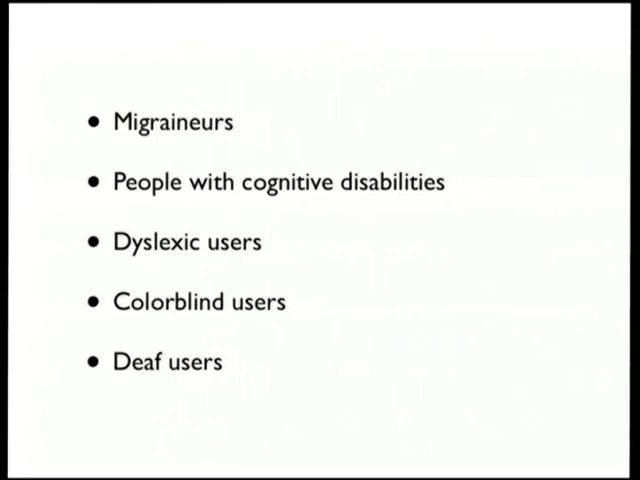 • Migraineurs
• People with cognitive disabilities
• Dyslexic users
• Colorblind users
• Deaf users